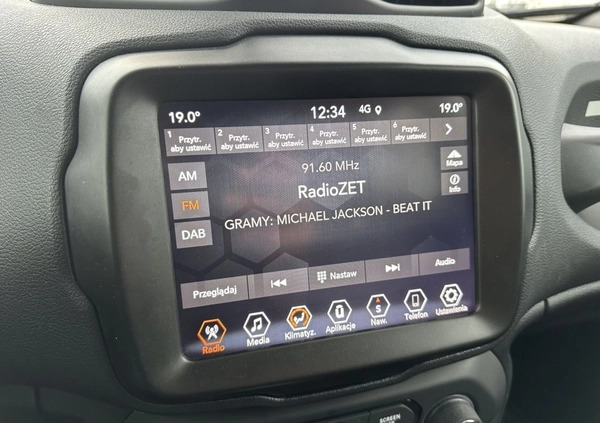 19.0° 12:34 4G 19.0°
1 Przytr. aby ustawić
2 Przytr. aby ustawić
3 Przytr. aby ustawić
4 Przytr. aby ustawić
5 Przytr. aby ustawić
6 Przytr. aby ustawić
AM
FM
DAB
91.60 MHz
RadioZET
GRAMY: MICHAEL JACKSON - BEAT IT
Mapa
Info
Przeglądaj
Nastaw
Audio
Radio
Media
Klimatyz.
Aplikacje
S
Naw.
Telefon
Ustawienia
SCREEN